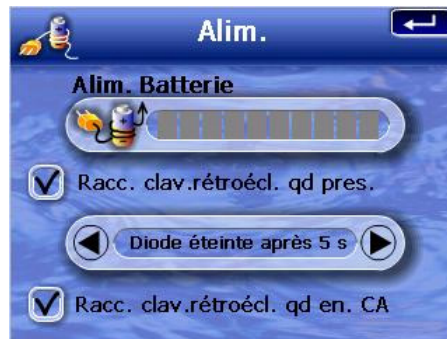 Alim.
Alim. Batterie
Racc. clav.rétroécl. qd pres.
Diode éteinte après 5 s
Racc. clav.rétroécl. qd en. CA